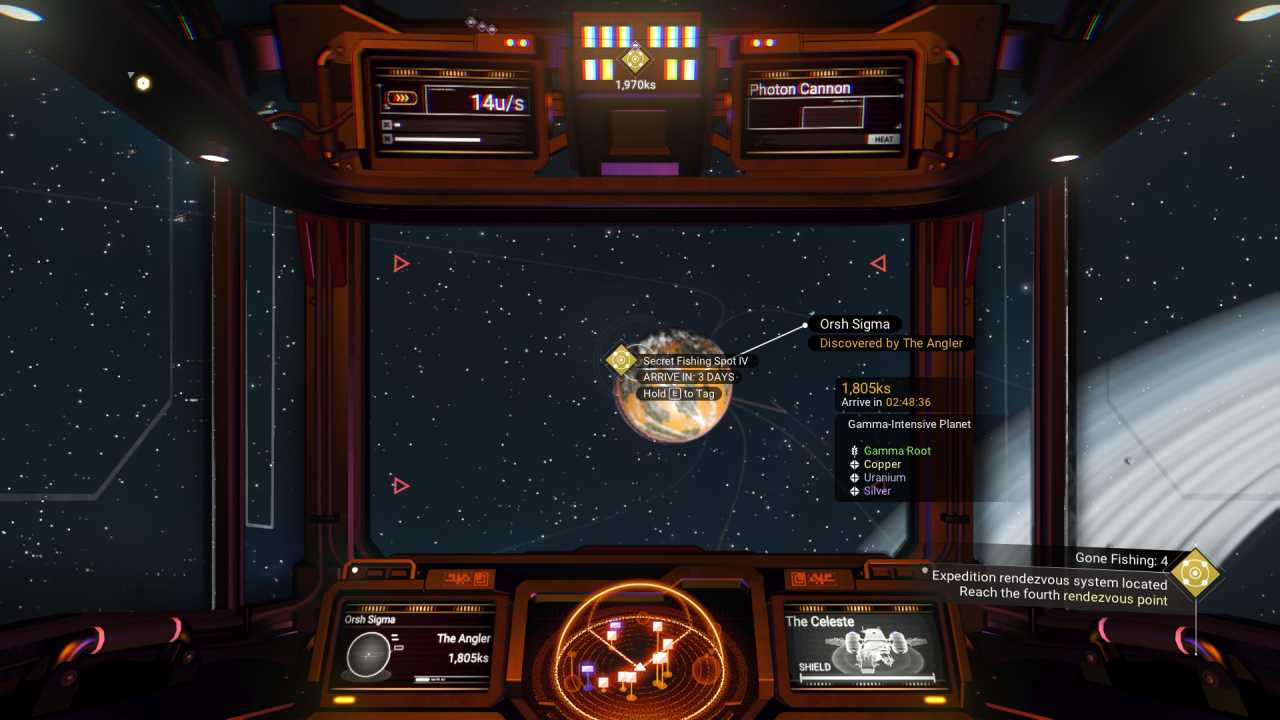 1,970ks
14u/s
Photon Cannon
HEAT
Orsh Sigma
Discovered by The Angler
Secret Fishing Spot IV
ARRIVE IN: 3 DAYS
Hold E to Tag
1,805ks
Arrive in 02:48:36
Gamma-Intensive Planet
Gamma Root
Copper
Uranium
Silver
Gone Fishing: 4
Expedition rendezvous system located
Reach the fourth rendezvous point
Orsh Sigma
The Angler
1,805ks
The Celeste
SHIELD